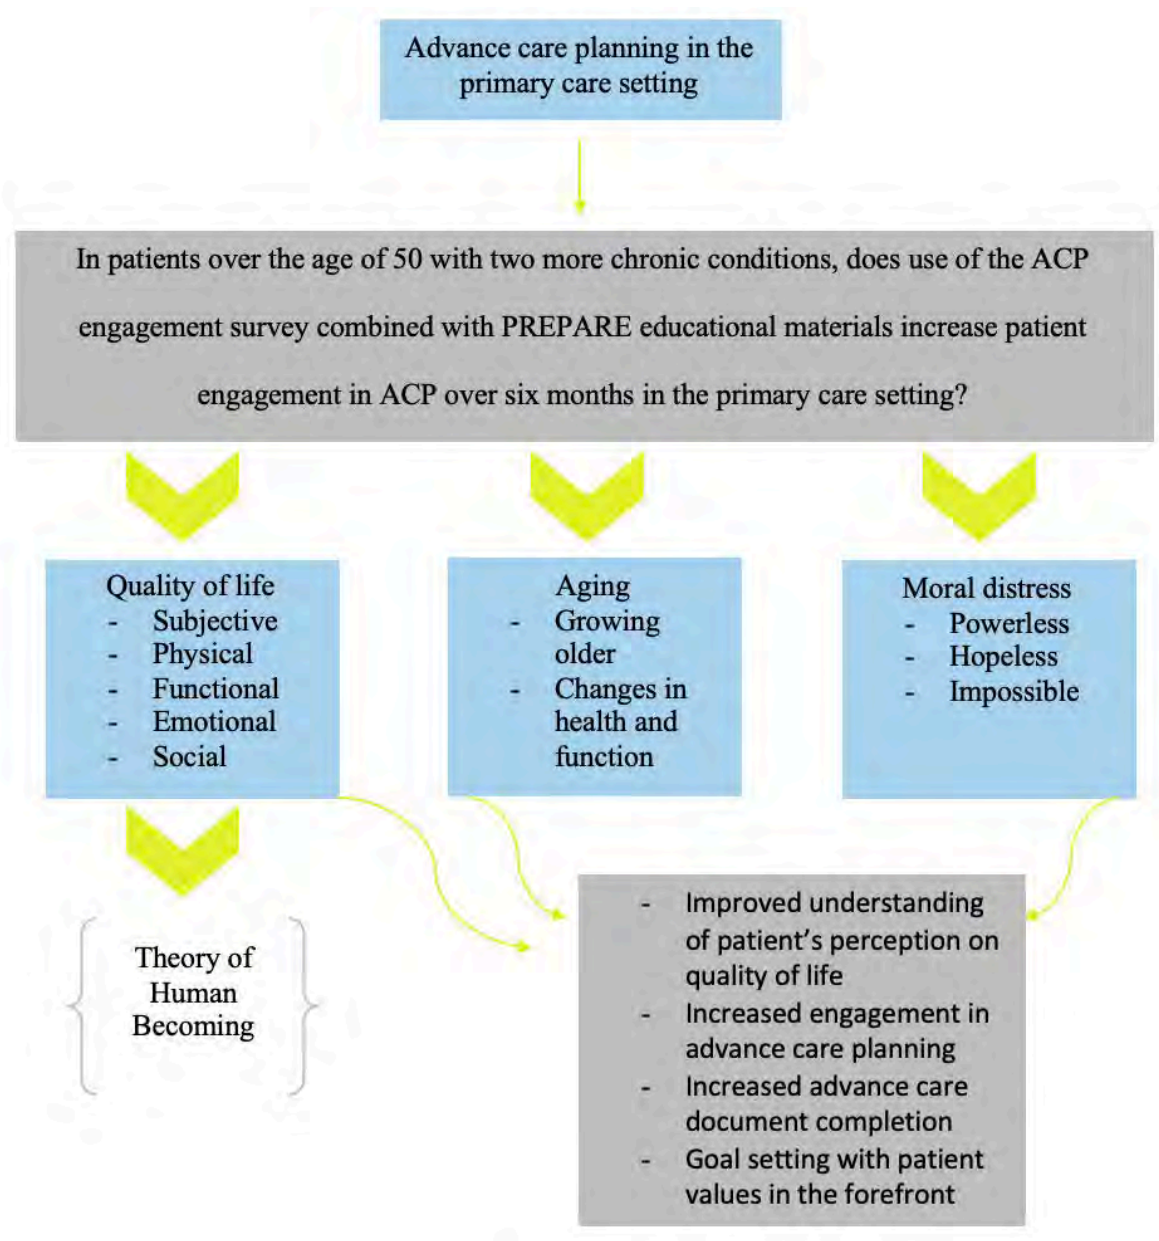 Advance care planning in the
primary care setting
In patients over the age of 50 with two more chronic conditions, does use of the ACP
engagement survey combined with PREPARE educational materials increase patient
engagement in ACP over six months in the primary care setting?
Quality of life
- Subjective
- Physical
- Functional
- Emotional
- Social
Aging
- Growing
older
- Changes in
health and
function
Moral distress
- Powerless
- Hopeless
- Impossible
Theory of
Human
Becoming
- Improved understanding
of patient's perception on
quality of life
- Increased engagement in
advance care planning
- Increased advance care
document completion
- Goal setting with patient
values in the forefront